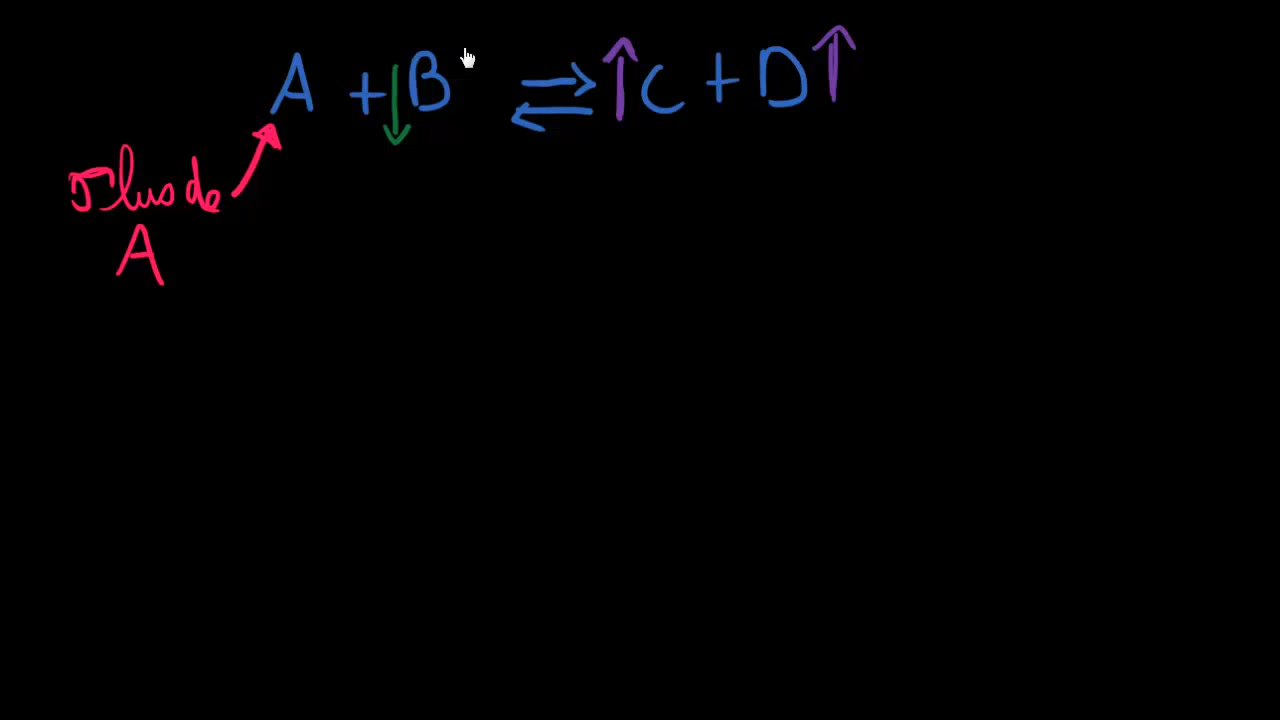 A + ↓B ⇌ ↑C + D↑
Plus de
A